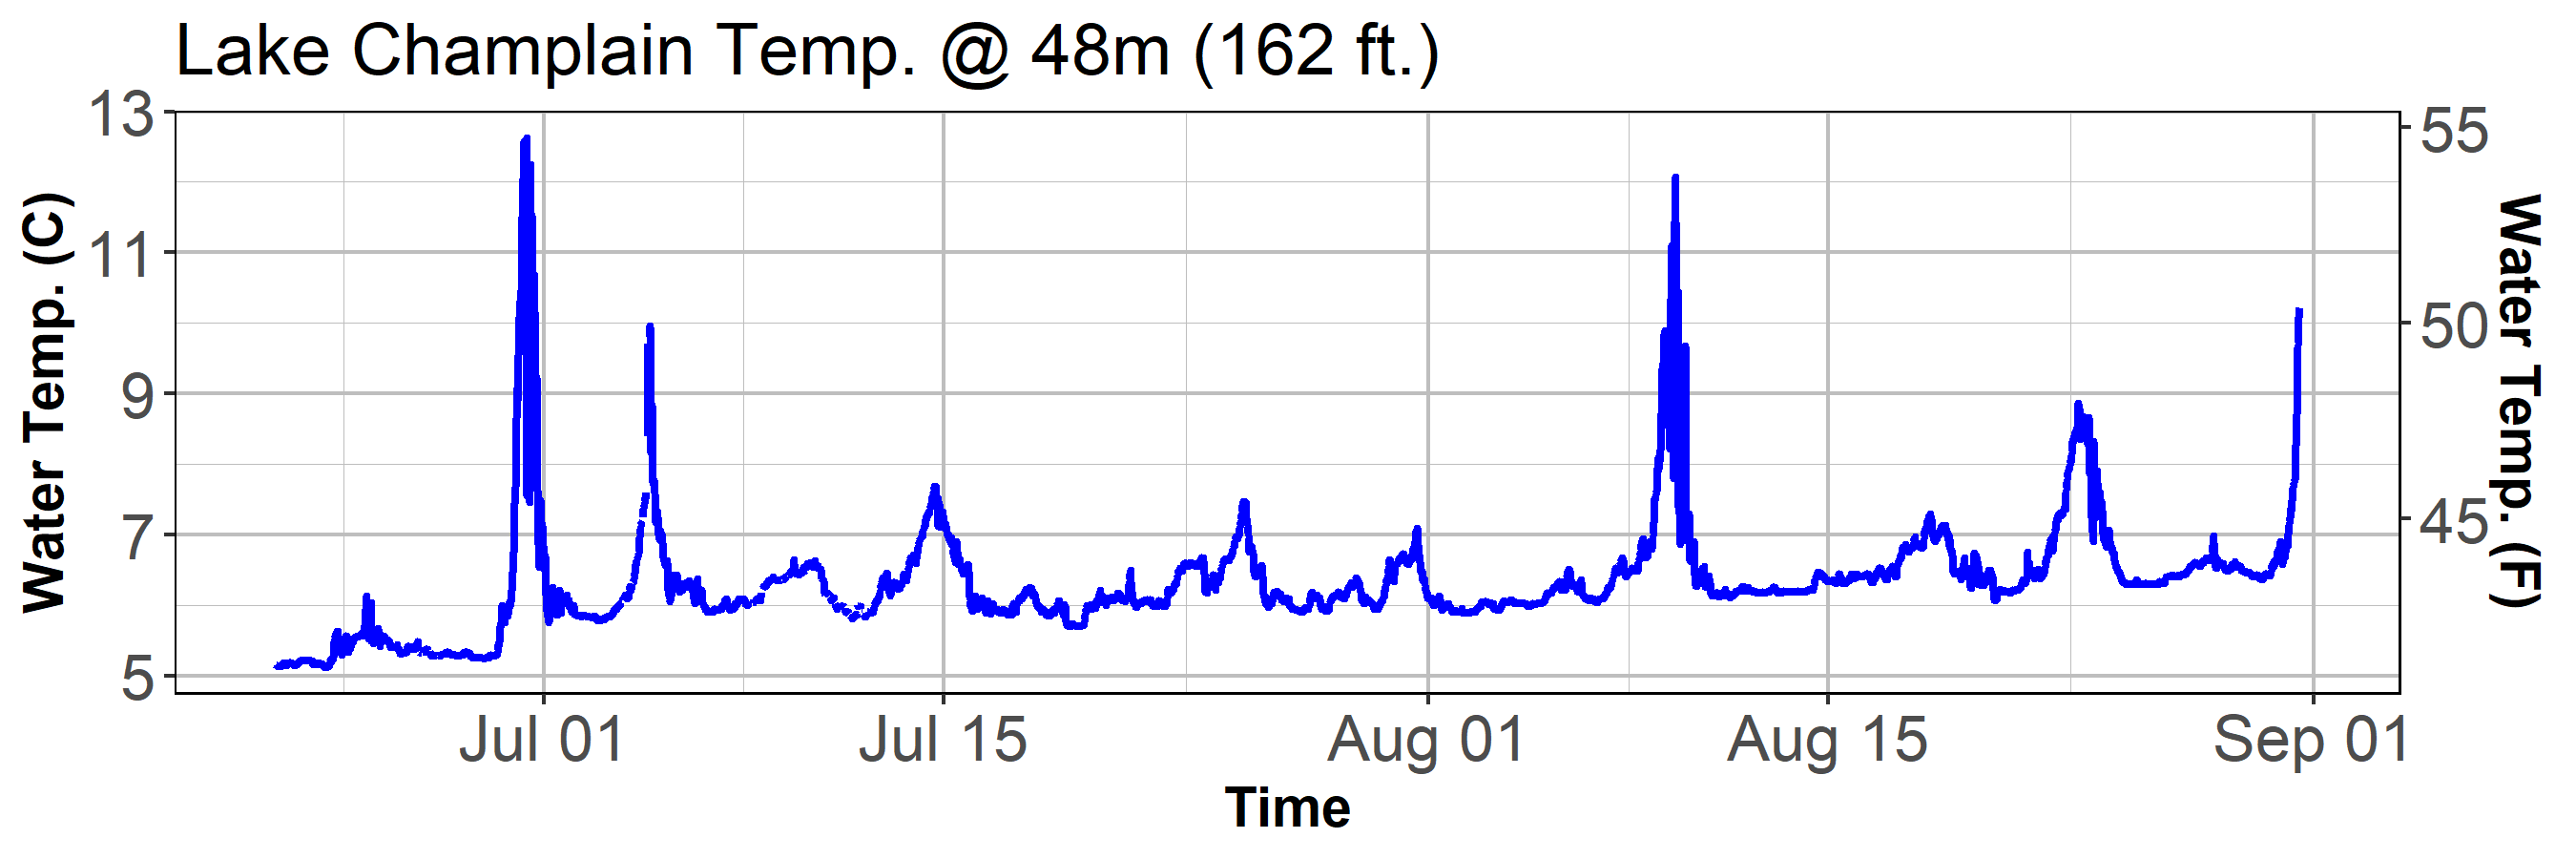 Lake Champlain Temp. @ 48m (162 ft.)
Water Temp. (C)
13
11
9
7
5
55
50
45
Water Temp. (F)
Jul 01
Jul 15
Aug 01
Aug 15
Sep 01
Time